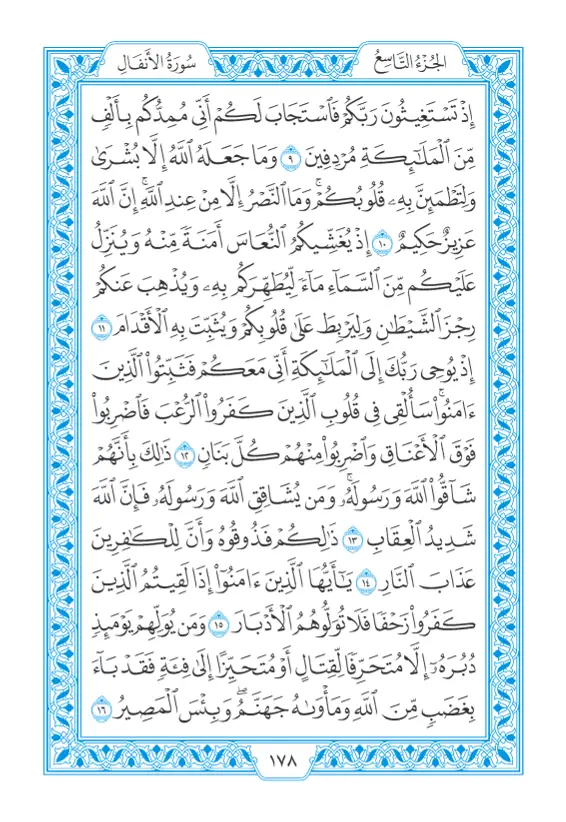 الجُزْءُ التَّاسِعُ
سُورَةُ الأَنْفَالِ
إِذْ تَسْتَغِيثُونَ رَبَّكُمْ فَٱسْتَجَابَ لَكُمْ أَنِّى مُمِدُّكُم بِأَلْفٍ
مِّنَ ٱلْمَلَٰٓئِكَةِ مُرْدِفِينَ ٩ وَمَا جَعَلَهُ ٱللَّهُ إِلَّا بُشْرَىٰ
وَلِتَطْمَئِنَّ بِهِۦ قُلُوبُكُمْ ۚ وَمَا ٱلنَّصْرُ إِلَّا مِنْ عِندِ ٱللَّهِ ۚ إِنَّ ٱللَّهَ
عَزِيزٌ حَكِيمٌ ١٠ إِذْ يُغَشِّيكُمُ ٱلنُّعَاسَ أَمَنَةً مِّنْهُ وَيُنَزِّلُ
عَلَيْكُم مِّنَ ٱلسَّمَآءِ مَآءً لِّيُطَهِّرَكُم بِهِۦ وَيُذْهِبَ عَنكُمْ
رِجْزَ ٱلشَّيْطَٰنِ وَلِيَرْبِطَ عَلَىٰ قُلُوبِكُمْ وَيُثَبِّتَ بِهِ ٱلْأَقْدَامَ ١١
إِذْ يُوحِى رَبُّكَ إِلَى ٱلْمَلَٰٓئِكَةِ أَنِّى مَعَكُمْ فَثَبِّتُوا۟ ٱلَّذِينَ
ءَامَنُوا۟ ۚ سَأُلْقِى فِى قُلُوبِ ٱلَّذِينَ كَفَرُوا۟ ٱلرُّعْبَ فَٱضْرِبُوا۟
فَوْقَ ٱلْأَعْنَاقِ وَٱضْرِبُوا۟ مِنْهُمْ كُلَّ بَنَانٍ ١٢ ذَٰلِكَ بِأَنَّهُمْ
شَآقُّوا۟ ٱللَّهَ وَرَسُولَهُۥ ۚ وَمَن يُشَاقِقِ ٱللَّهَ وَرَسُولَهُۥ فَإِنَّ ٱللَّهَ
شَدِيدُ ٱلْعِقَابِ ١٣ ذَٰلِكُمْ فَذُوقُوهُ وَأَنَّ لِلْكَٰفِرِينَ
عَذَابَ ٱلنَّارِ ١٤ يَٰٓأَيُّهَا ٱلَّذِينَ ءَامَنُوٓا۟ إِذَا لَقِيتُمُ ٱلَّذِينَ
كَفَرُوا۟ زَحْفًا فَلَا تُوَلُّوهُمُ ٱلْأَدْبَارَ ١٥ وَمَن يُوَلِّهِمْ يَوْمَئِذٍ
دُبُرَهُۥٓ إِلَّا مُتَحَرِّفًا لِّقِتَالٍ أَوْ مُتَحَيِّزًا إِلَىٰ فِئَةٍ فَقَدْ بَآءَ
بِغَضَبٍ مِّنَ ٱللَّهِ وَمَأْوَىٰهُ جَهَنَّمُ ۖ وَبِئْسَ ٱلْمَصِيرُ ١٦
١٧٨